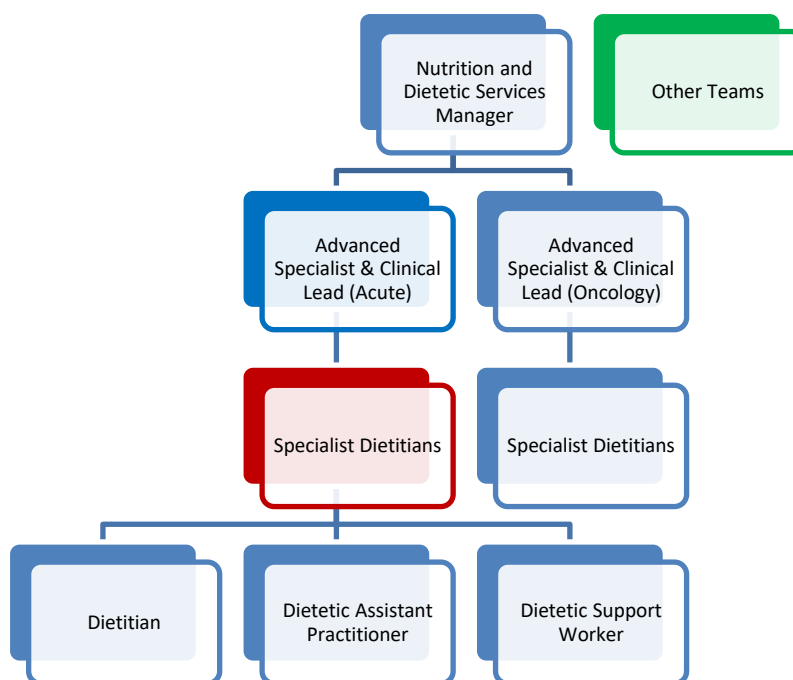 Nutrition and
Dietetic Services
Manager
Other Teams
Advanced
Specialist & Clinical
Lead (Acute)
Advanced
Specialist & Clinical
Lead (Oncology)
Specialist Dietitians
Specialist Dietitians
Dietitian
Dietetic Assistant
Practitioner
Dietetic Support
Worker